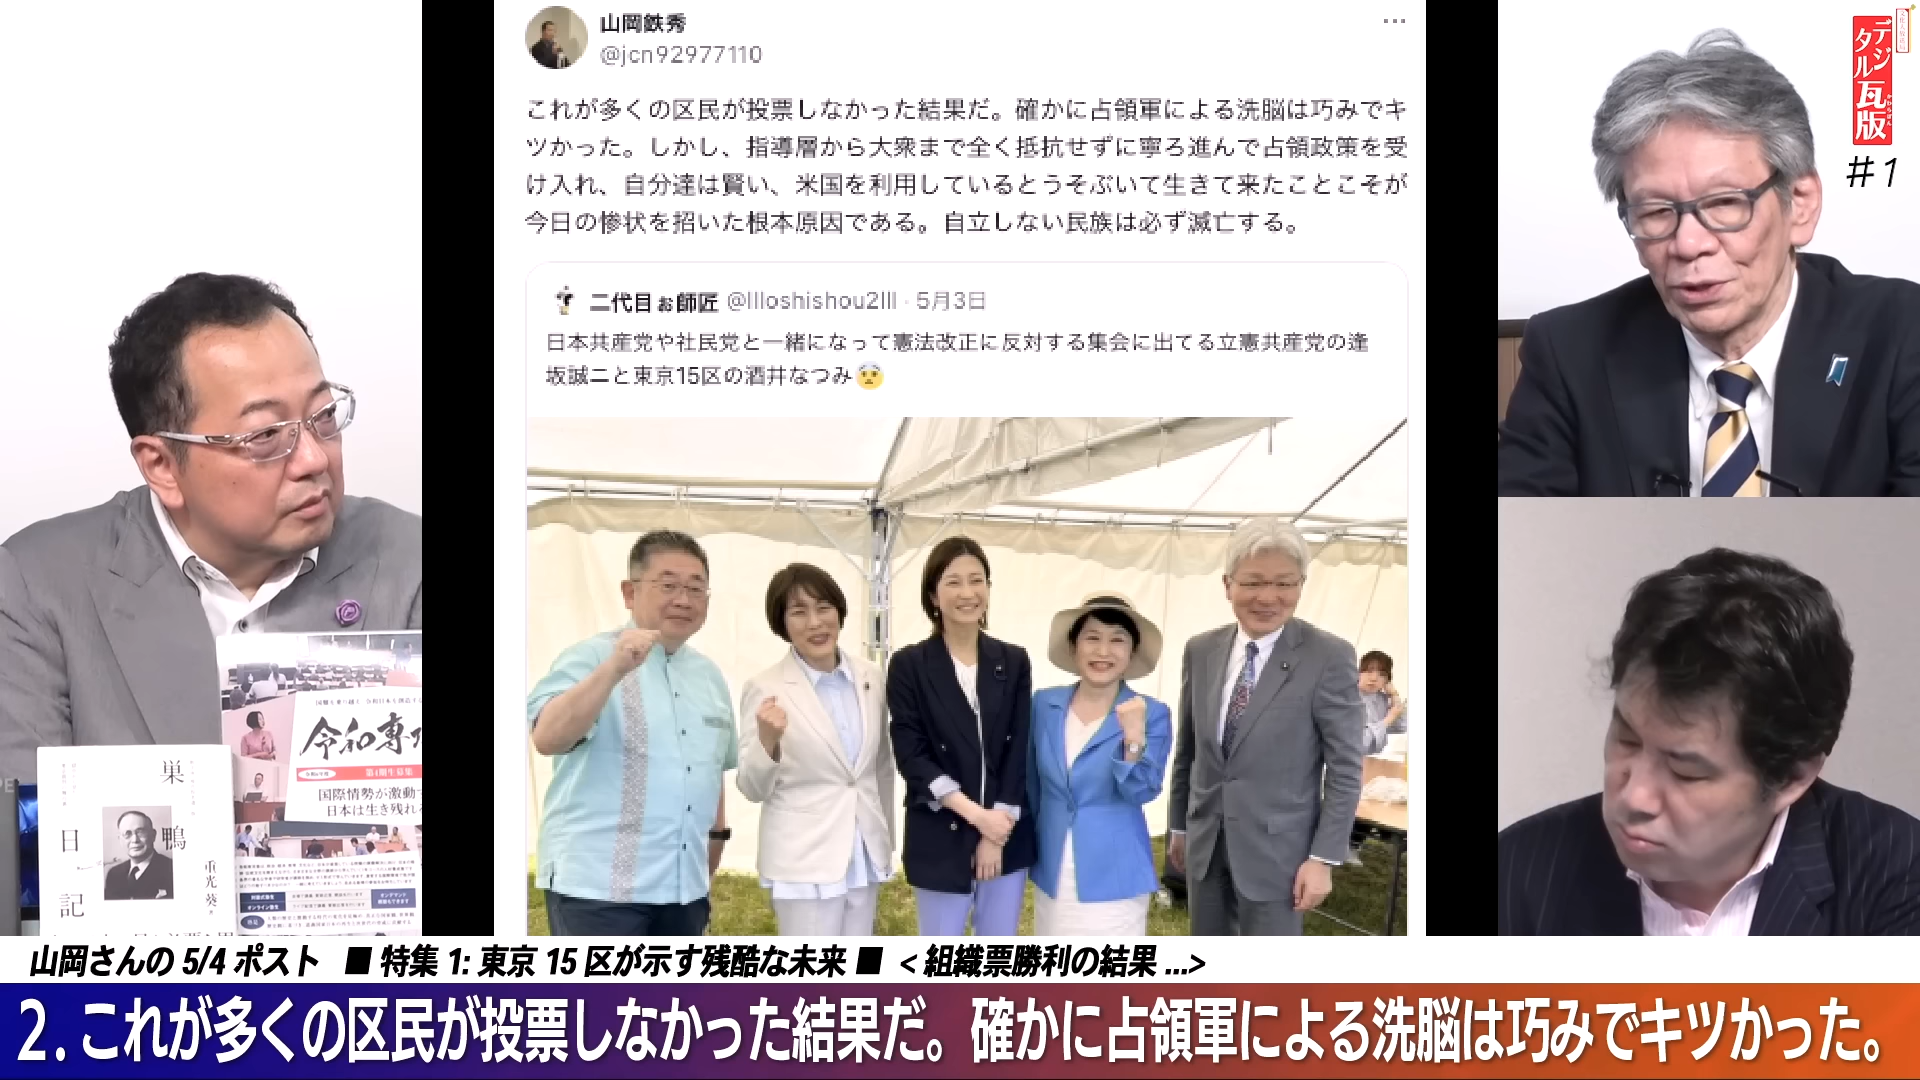 山岡鉄秀
@jcn92977110
これが多くの区民が投票しなかった結果だ。確かに占領軍による洗脳は巧みでキ
ツかった。しかし、指導層から大衆まで全く抵抗せずに寧ろ進んで占領政策を受
け入れ、自分達は賢い、米国を利用しているとうそぶいて生きて来たことこそが
今日の惨状を招いた根本原因である。自立しない民族は必ず滅亡する。
二代目ぉ師匠 @llloshishou2lll · 5月3日
日本共産党や社民党と一緒になって憲法改正に反対する集会に出てる立憲共産党の逢
坂誠ニと東京15区の酒井なつみ😨
デジタル瓦版
#1
令和専
第4期生募集
国際情勢が激動
日本は生き残れ
巣鴨日記
重光葵
山岡さんの 5/4 ポスト ■ 特集 1: 東京 15 区が示す残酷な未来 ■ < 組織票勝利の結果 ...>
2. これが多くの区民が投票しなかった結果だ。確かに占領軍による洗脳は巧みでキツかった。